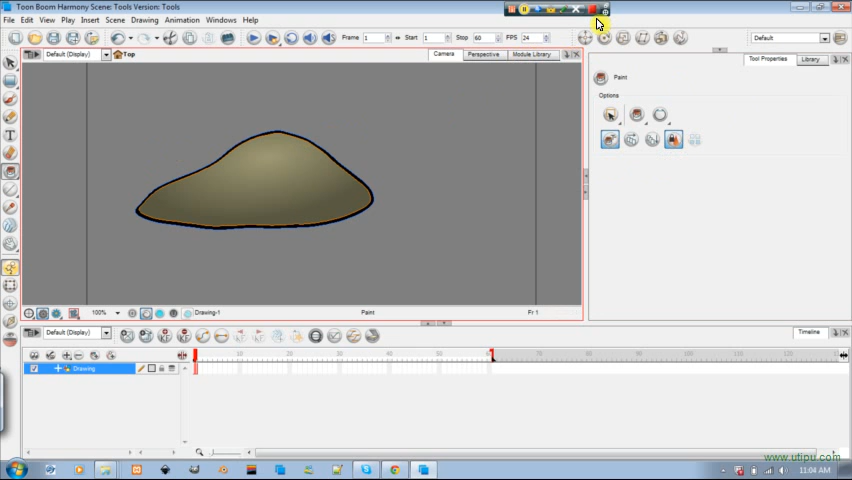 Toon Boom Harmony Scene: Tools Version: Tools
File Edit View Play Insert Scene Drawing Animation Windows Help
Frame 1 Start 1 Stop 60 FPS 24 Default
Default (Display) Top Camera Perspective Module Library Tool Properties Library
Paint
Options
100% Drawing-1 Paint Fr 1
Default (Display) Timeline
10 20 30 40 50 70 80 90 100 110 120
Drawing
www.utipu.com
11:04 AM